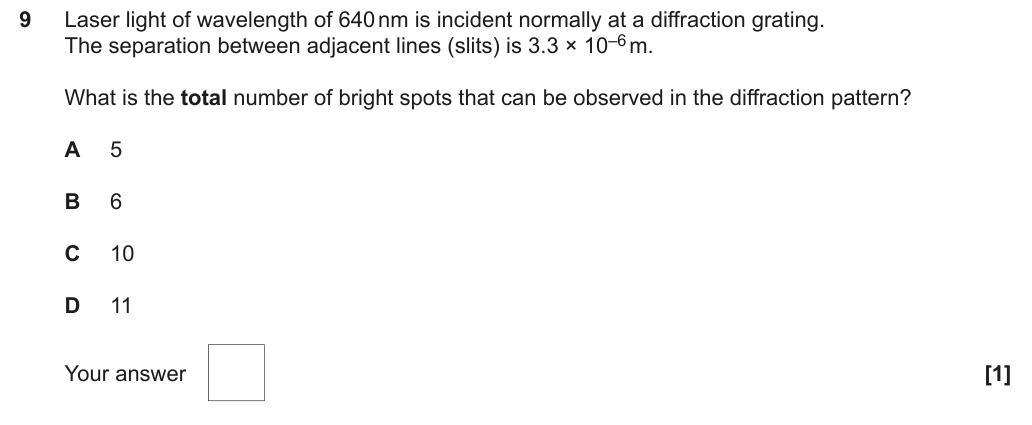 9 Laser light of wavelength of 640 nm is incident normally at a diffraction grating.
The separation between adjacent lines (slits) is 3.3 × 10⁻⁶ m.
What is the total number of bright spots that can be observed in the diffraction pattern?
A 5
B 6
C 10
D 11
Your answer
[1]